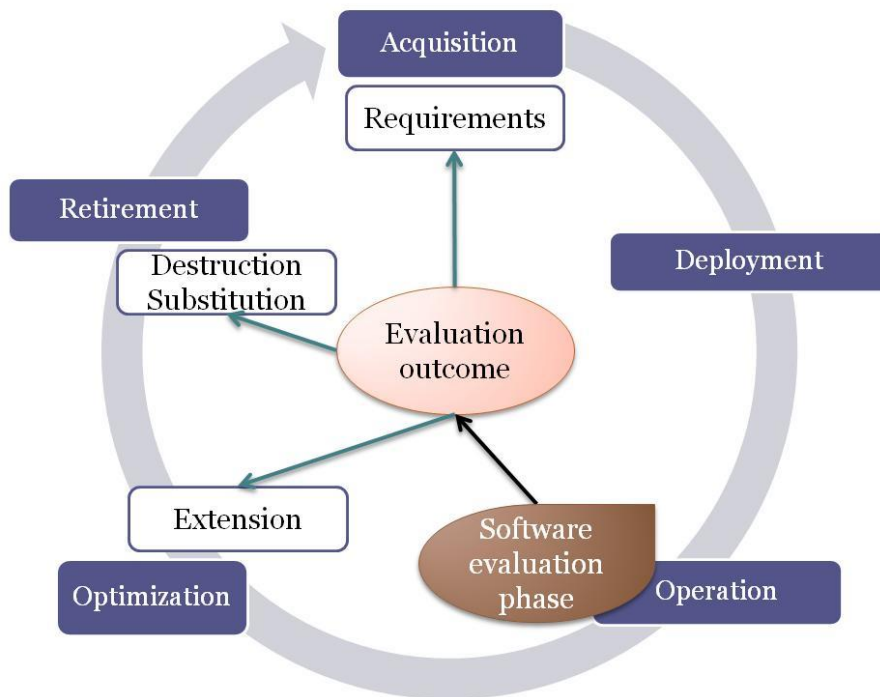 Acquisition
Requirements
Retirement
Deployment
Destruction
Substitution
Evaluation
outcome
Extension
Software
evaluation
phase
Optimization
Operation